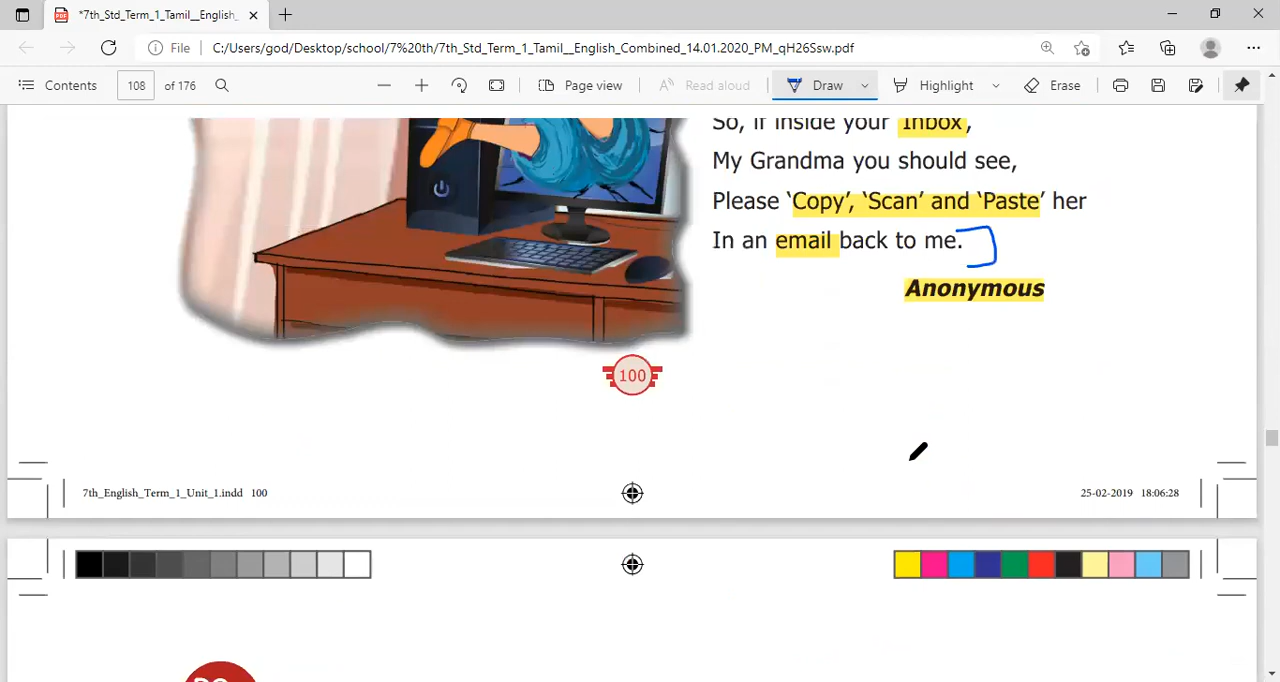 *7th_Std_Term_1_Tamil__English_
File C:/Users/god/Desktop/school/7%20th/7th_Std_Term_1_Tamil__English_Combined_14.01.2020_PM_qH26Ssw.pdf
Contents 108 of 176 Page view Read aloud Draw Highlight Erase
So, if inside your Inbox,
My Grandma you should see,
Please ‘Copy’, ‘Scan’ and ‘Paste’ her
In an email back to me.
Anonymous
100
7th_English_Term_1_Unit_1.indd 100 25-02-2019 18:06:28